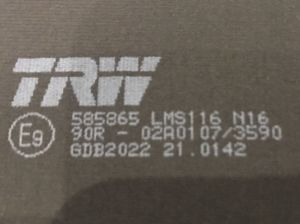 TRW
585865 LMS116 N16
E9 90R - 02A0107/3590
GDB2022 21.0142